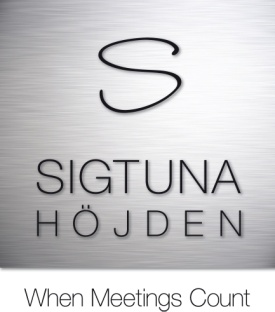 S
SIGTUNA
HÖJDEN
When Meetings Count